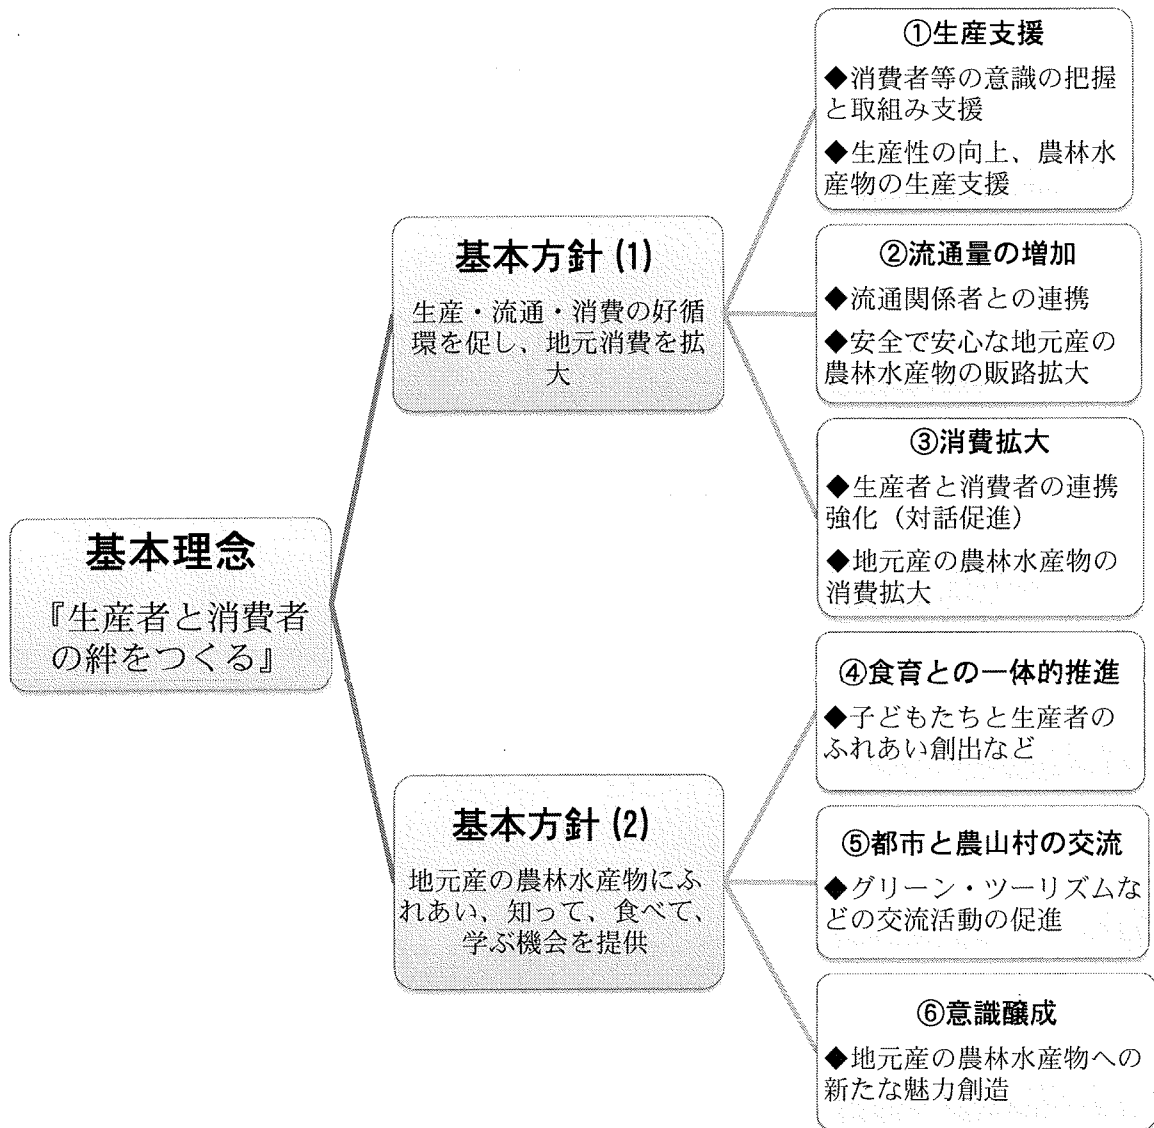 基本理念
『生産者と消費者
の絆をつくる』
基本方針(1)
生産・流通・消費の好循
環を促し、地元消費を拡
大
①生産支援
◆消費者等の意識の把握
と取組み支援
◆生産性の向上、農林水
産物の生産支援
②流通量の増加
◆流通関係者との連携
◆安全で安心な地元産の
農林水産物の販路拡大
③消費拡大
◆生産者と消費者の連携
強化（対話促進）
◆地元産の農林水産物の
消費拡大
基本方針(2)
地元産の農林水産物にふ
れあい、知って、食べて、
学ぶ機会を提供
④食育との一体的推進
◆子どもたちと生産者の
ふれあい創出など
⑤都市と農山村の交流
◆グリーン・ツーリズムな
どの交流活動の促進
⑥意識醸成
◆地元産の農林水産物への
新たな魅力創造